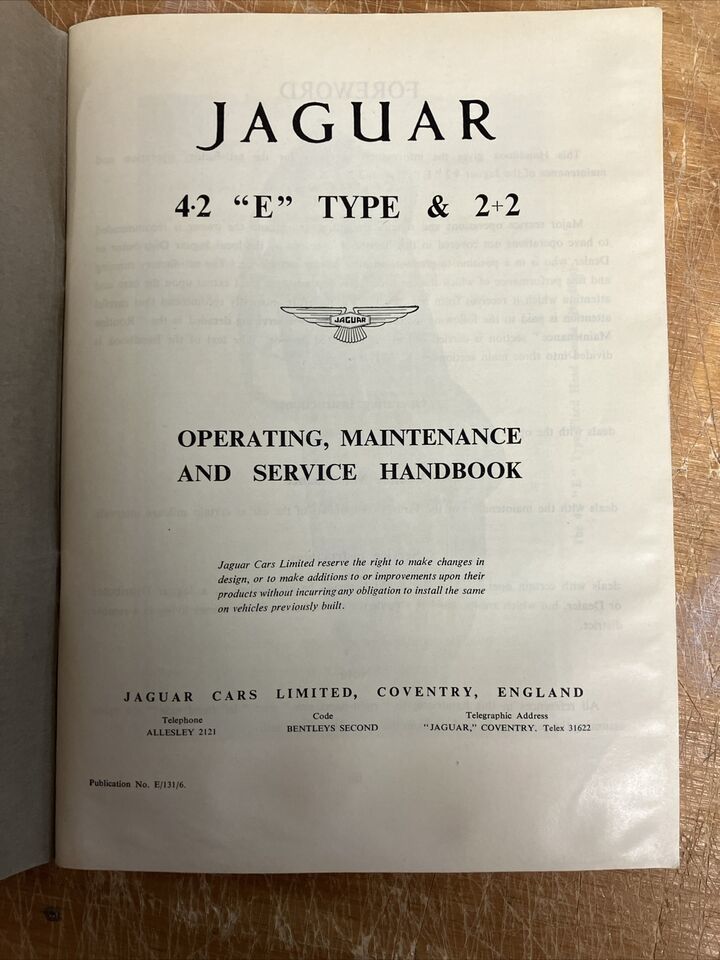 JAGUAR
4·2 “E” TYPE & 2+2
JAGUAR
OPERATING, MAINTENANCE
AND SERVICE HANDBOOK
Jaguar Cars Limited reserve the right to make changes in
design, or to make additions to or improvements upon their
products without incurring any obligation to install the same
on vehicles previously built.
JAGUAR CARS LIMITED, COVENTRY, ENGLAND
Telephone Code Telegraphic Address
ALLESLEY 2121 BENTLEYS SECOND “JAGUAR,” COVENTRY. Telex 31622
Publication No. E/131/6.